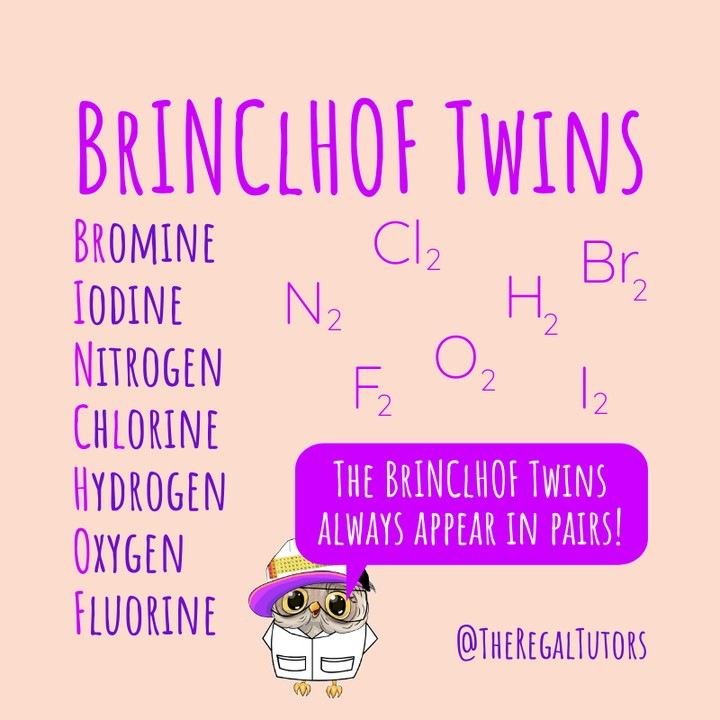 BrINClHOF Twins
Bromine
Iodine
Nitrogen
Chlorine
Hydrogen
Oxygen
Fluorine
Cl₂
Br₂
N₂
H₂
O₂
F₂
I₂
The BrINClHOF Twins
always appear in pairs!
@TheRegalTutors